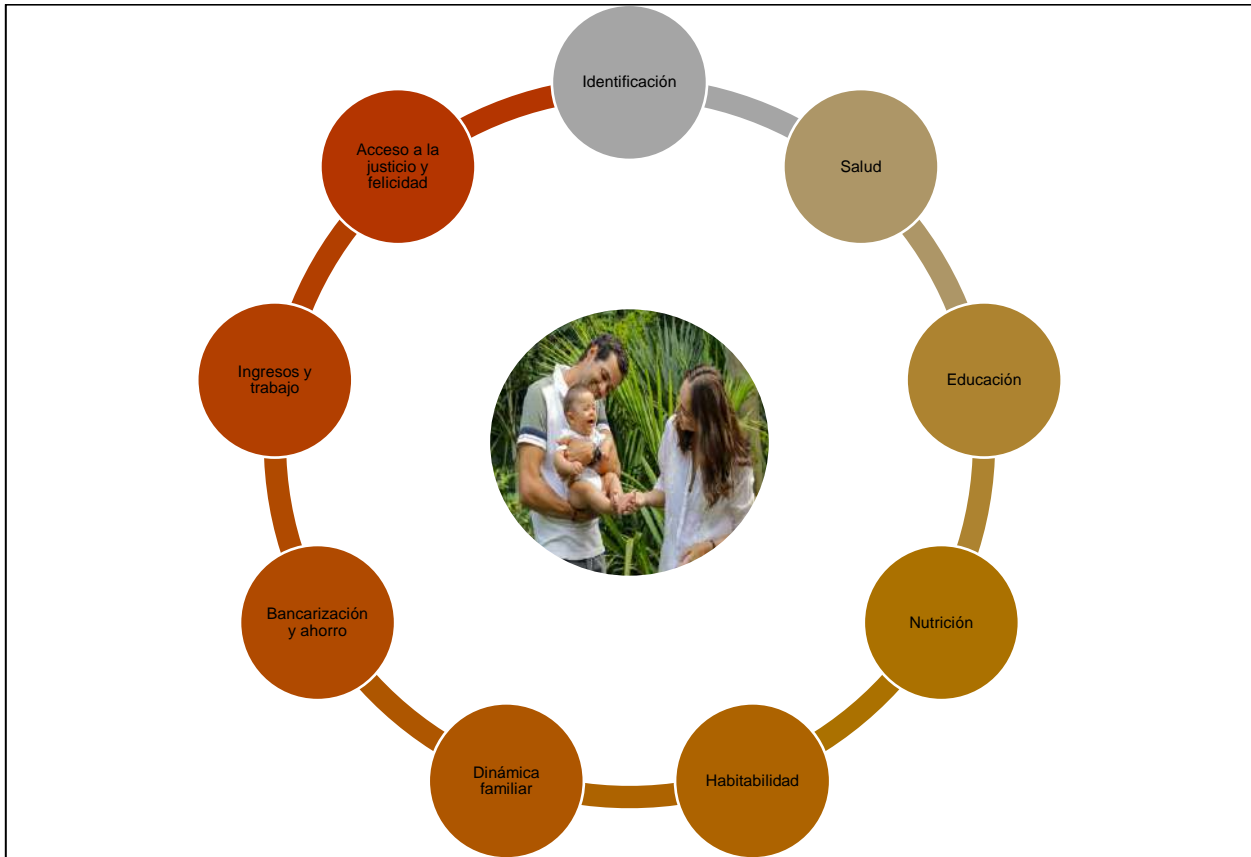 Identificación
Salud
Educación
Nutrición
Habitabilidad
Dinámica
familiar
Bancarización
y ahorro
Ingresos y
trabajo
Acceso a la
justicio y
felicidad